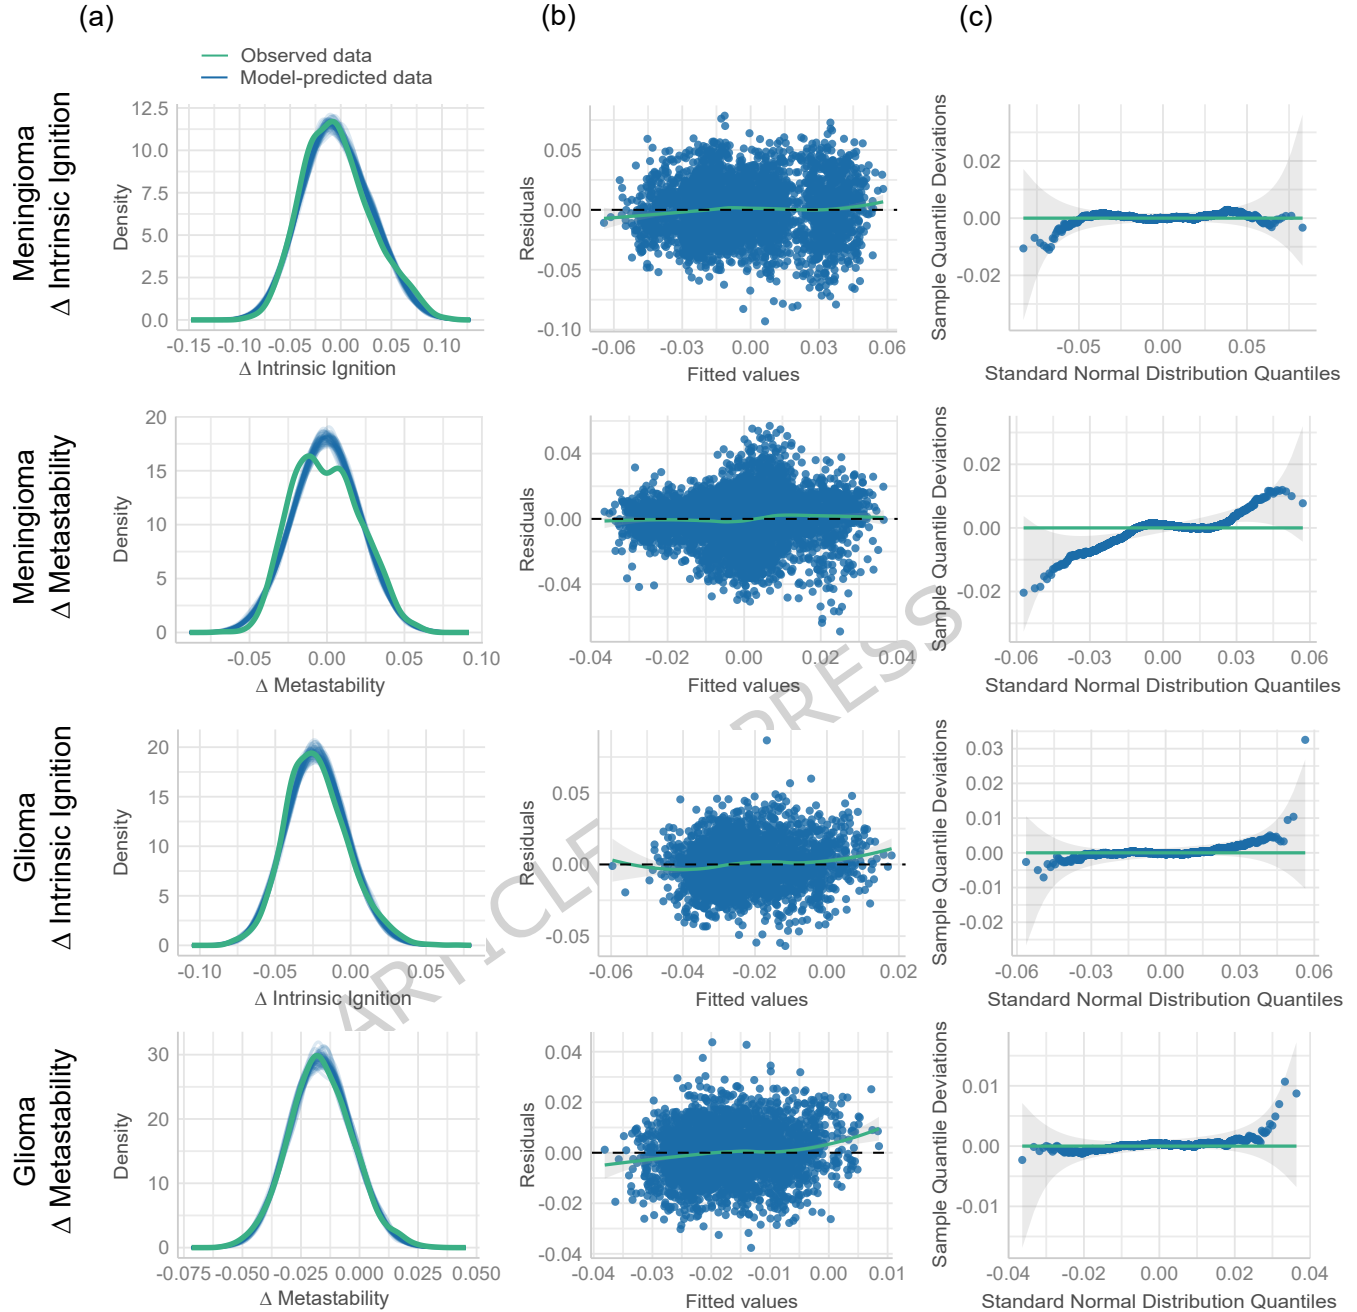 (a)
(b)
(c)
Observed data
Model-predicted data
Meningioma
Δ Intrinsic Ignition
Density
12.5
10.0
7.5
5.0
2.5
0.0
-0.15 -0.10 -0.05 0.00 0.05 0.10
Δ Intrinsic Ignition
Residuals
0.05
0.00
-0.05
-0.10
-0.06 -0.03 0.00 0.03 0.06
Fitted values
Sample Quantile Deviations
0.02
0.00
-0.02
-0.05 0.00 0.05
Standard Normal Distribution Quantiles
Meningioma
Δ Metastability
Density
20
15
10
5
0
-0.05 0.00 0.05 0.10
Δ Metastability
Residuals
0.04
0.00
-0.04
-0.04 -0.02 0.00 0.02 0.04
Fitted values
Sample Quantile Deviations
0.02
0.00
-0.02
-0.06 -0.03 0.00 0.03 0.06
Standard Normal Distribution Quantiles
Glioma
Δ Intrinsic Ignition
Density
20
15
10
5
0
-0.10 -0.05 0.00 0.05
Δ Intrinsic Ignition
Residuals
0.05
0.00
-0.05
-0.06 -0.04 -0.02 0.00 0.02
Fitted values
Sample Quantile Deviations
0.03
0.02
0.01
0.00
-0.01
-0.02
-0.06 -0.03 0.00 0.03 0.06
Standard Normal Distribution Quantiles
Glioma
Δ Metastability
Density
30
20
10
0
-0.075 -0.050 -0.025 0.000 0.025 0.050
Δ Metastability
Residuals
0.04
0.02
0.00
-0.02
-0.04
-0.04 -0.03 -0.02 -0.01 0.00 0.01
Fitted values
Sample Quantile Deviations
0.01
0.00
-0.01
-0.04 -0.02 0.00 0.02 0.04
Standard Normal Distribution Quantiles
ARTICLE PRESS